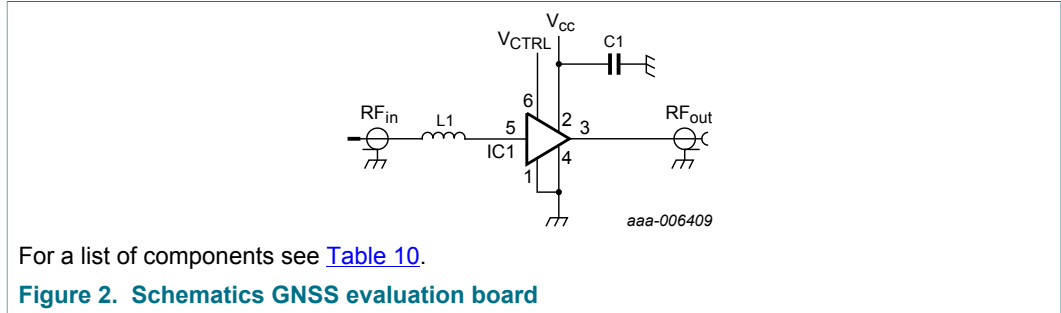 Vcc
VCTRL
C1
6
RFin
L1
5
2
3
RFout
IC1
4
1
aaa-006409
For a list of components see Table 10.
Figure 2. Schematics GNSS evaluation board